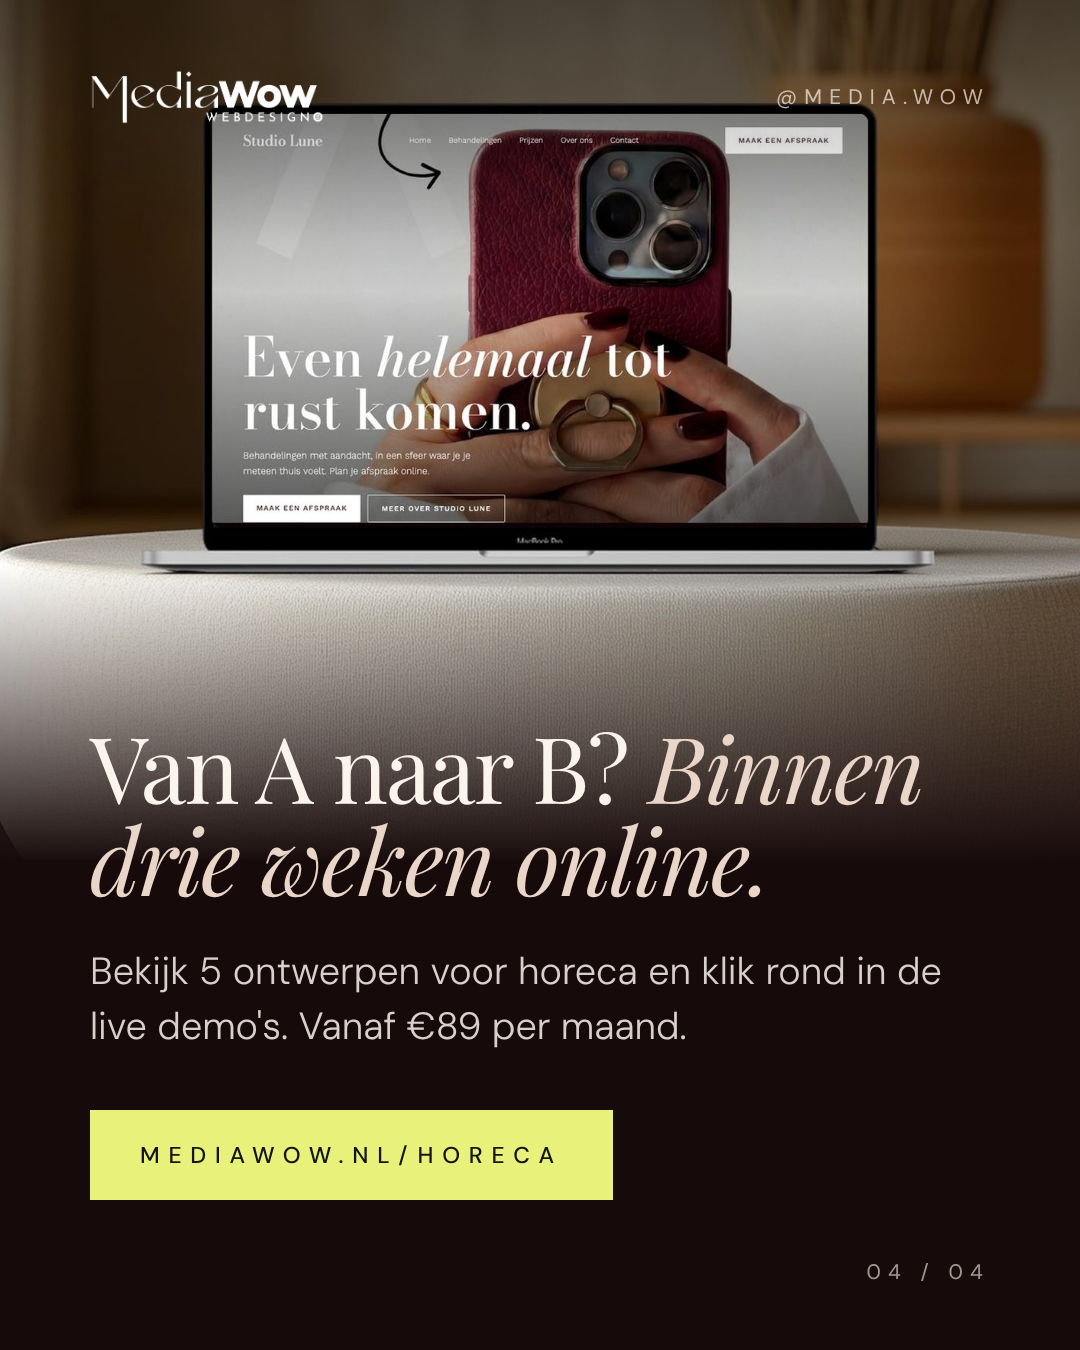 MediaWow
WEBDESIGN
@MEDIA.WOW
Studio Lune
Home Behandelingen Prijzen Over ons Contact
MAAK EEN AFSPRAAK
Even helemaal tot
rust komen.
Behandelingen met aandacht, in een sfeer waar je je
meteen thuis voelt. Plan je afspraak online.
MAAK EEN AFSPRAAK
MEER OVER STUDIO LUNE
MacBook Pro
Van A naar B? Binnen
drie weken online.
Bekijk 5 ontwerpen voor horeca en klik rond in de
live demo's. Vanaf €89 per maand.
MEDIAWOW.NL/HORECA
04 / 04